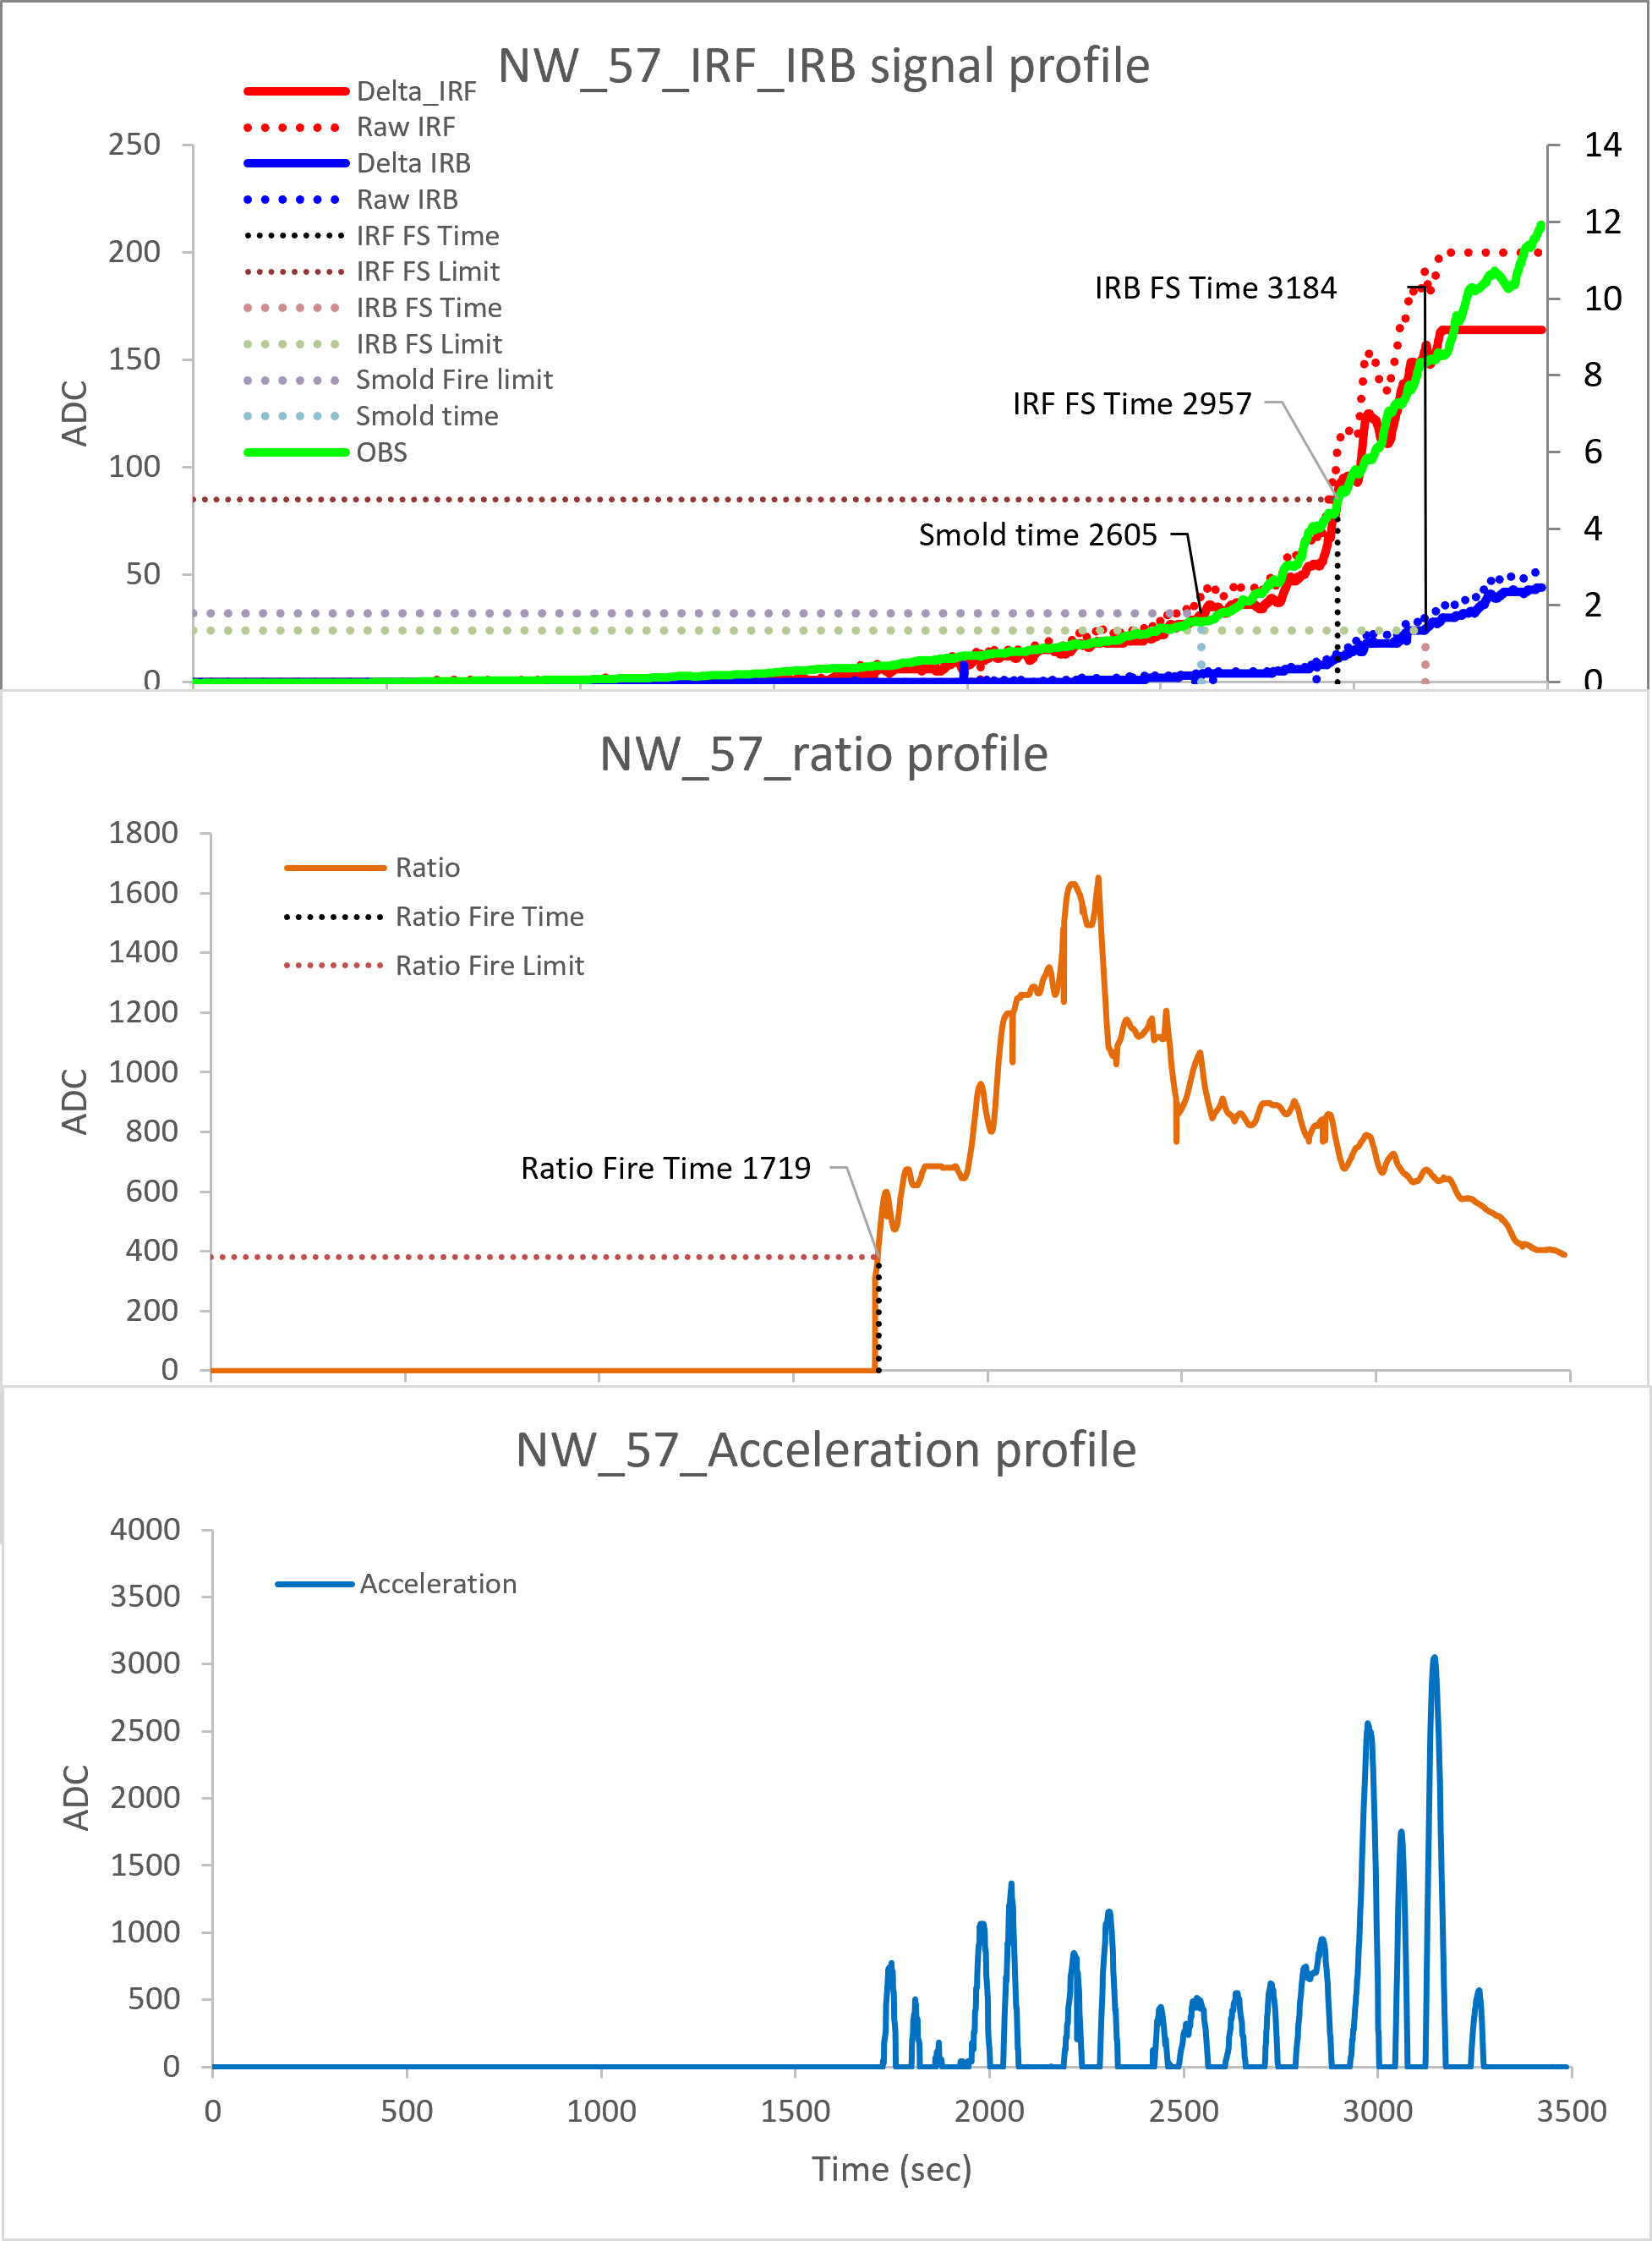 NW_57_IRF_IRB signal profile
Delta_IRF
Raw IRF
Delta IRB
Raw IRB
IRF FS Time
IRF FS Limit
IRB FS Time
IRB FS Limit
Smold Fire limit
Smold time
OBS
250
200
150
100
50
0
ADC
14
12
10
8
6
4
2
0
IRB FS Time 3184
IRF FS Time 2957
Smold time 2605
NW_57_ratio profile
1800
1600
1400
1200
1000
800
600
400
200
0
ADC
Ratio
Ratio Fire Time
Ratio Fire Limit
Ratio Fire Time 1719
NW_57_Acceleration profile
4000
3500
3000
2500
2000
1500
1000
500
0
ADC
Acceleration
0 500 1000 1500 2000 2500 3000 3500
Time (sec)